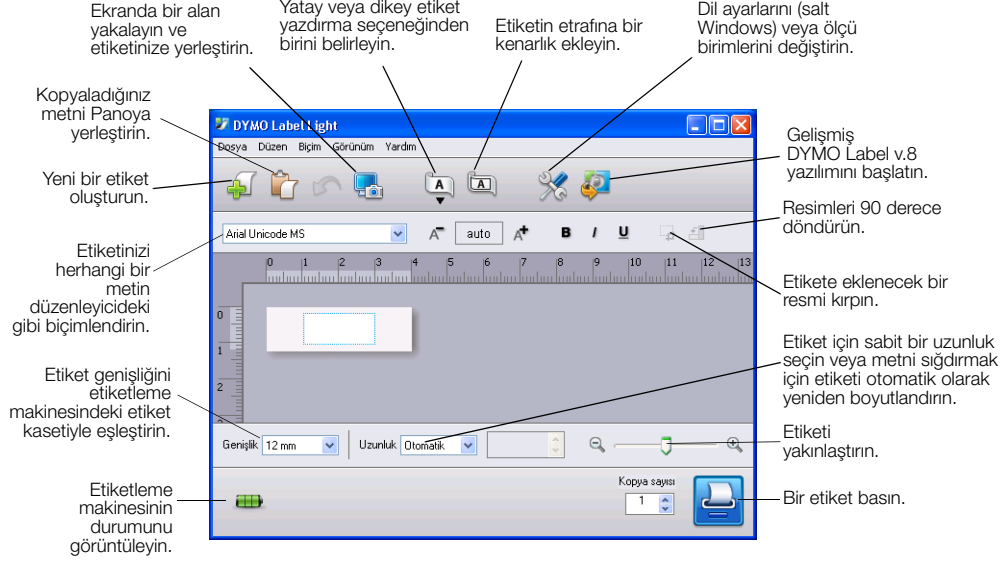 Ekranda bir alan
yakalayın ve
etiketinize yerleştirin.
Yatay veya dikey etiket
yazdırma seçeneğinden
birini belirleyin.
Etiketin etrafına bir
kenarlık ekleyin.
Dil ayarlarını (salt
Windows) veya ölçü
birimlerini değiştirin.
Kopyaladığınız
metni Panoya
yerleştirin.
Yeni bir etiket
oluşturun.
Etiketinizi
herhangi bir
metin
düzenleyicideki
gibi biçimlendirin.
Etiket genişliğini
etiketleme
makinesindeki etiket
kasetiyle eşleştirin.
Etiketleme
makinesinin
durumunu
görüntüleyin.
DYMO Label Light
Dosya Düzen Biçim Görünüm Yardım
A A
Arial Unicode MS A auto A B I U
0 1 2 3 4 5 6 7 8 9 10 11 12 13
0
1
2
Genişlik 12 mm Uzunluk Otomatik
Kopya sayısı
1
Gelişmiş
DYMO Label v.8
yazılımını başlatın.
Resimleri 90 derece
döndürün.
Etikete eklenecek bir
resmi kırpın.
Etiket için sabit bir uzunluk
seçin veya metni sığdırmak
için etiketi otomatik olarak
yeniden boyutlandırın.
Etiketi
yakınlaştırın.
Bir etiket basın.